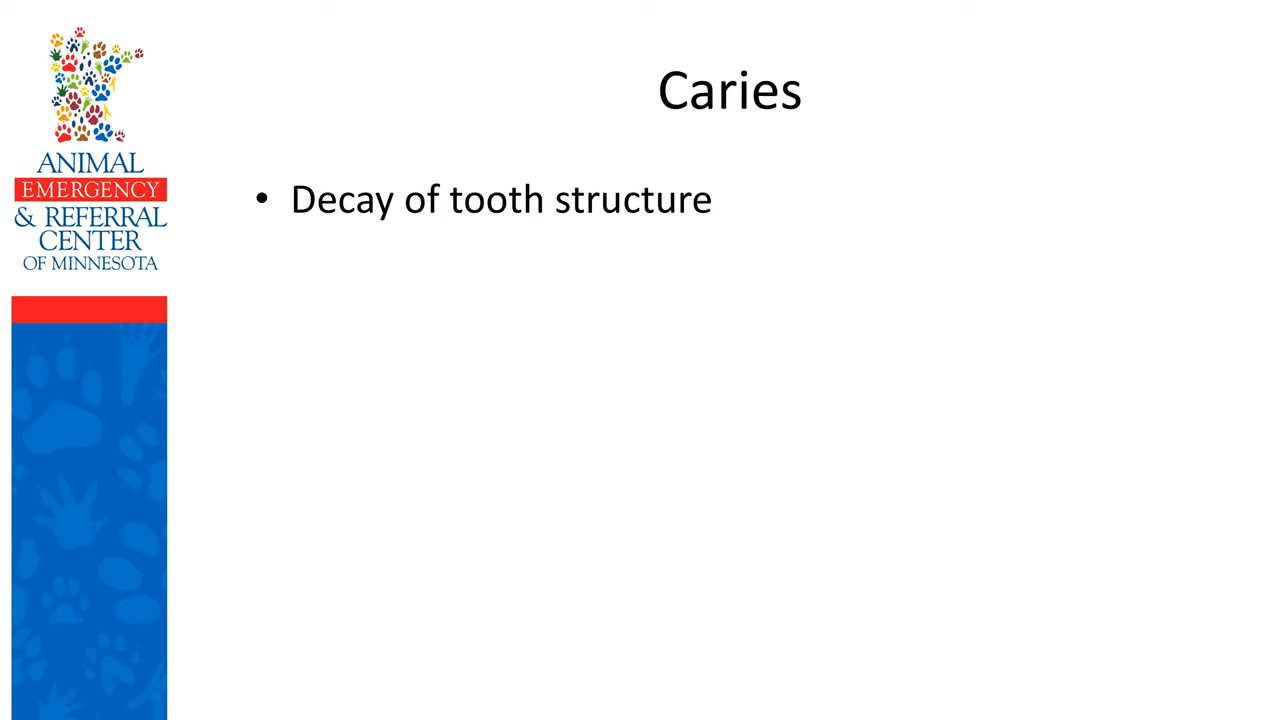 ANIMAL
EMERGENCY
& REFERRAL
CENTER
OF MINNESOTA
Caries
• Decay of tooth structure